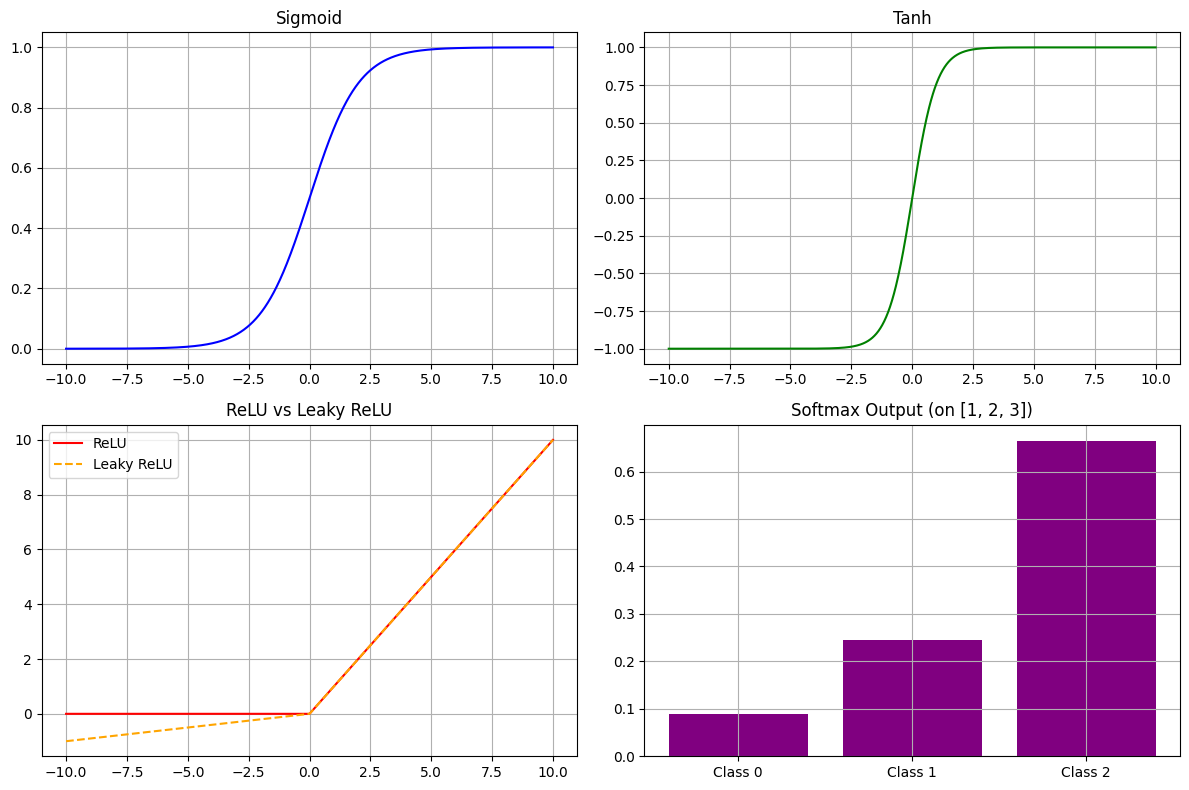 Sigmoid
1.0
0.8
0.6
0.4
0.2
0.0
−10.0 −7.5 −5.0 −2.5 0.0 2.5 5.0 7.5 10.0
Tanh
1.00
0.75
0.50
0.25
0.00
−0.25
−0.50
−0.75
−1.00
−10.0 −7.5 −5.0 −2.5 0.0 2.5 5.0 7.5 10.0
ReLU vs Leaky ReLU
ReLU
Leaky ReLU
10
8
6
4
2
0
−10.0 −7.5 −5.0 −2.5 0.0 2.5 5.0 7.5 10.0
Softmax Output (on [1, 2, 3])
0.6
0.5
0.4
0.3
0.2
0.1
0.0
Class 0 Class 1 Class 2